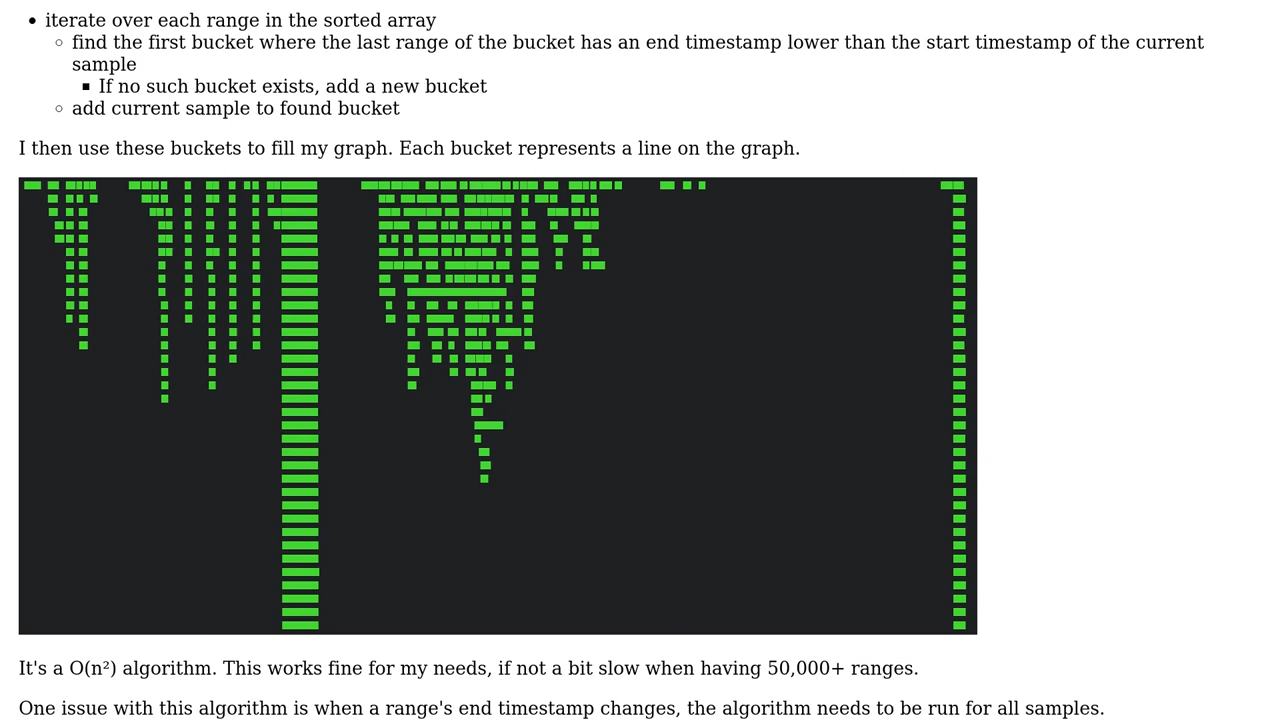 • iterate over each range in the sorted array
◦ find the first bucket where the last range of the bucket has an end timestamp lower than the start timestamp of the current
sample
▪ If no such bucket exists, add a new bucket
◦ add current sample to found bucket
I then use these buckets to fill my graph. Each bucket represents a line on the graph.
It's a O(n²) algorithm. This works fine for my needs, if not a bit slow when having 50,000+ ranges.
One issue with this algorithm is when a range's end timestamp changes, the algorithm needs to be run for all samples.